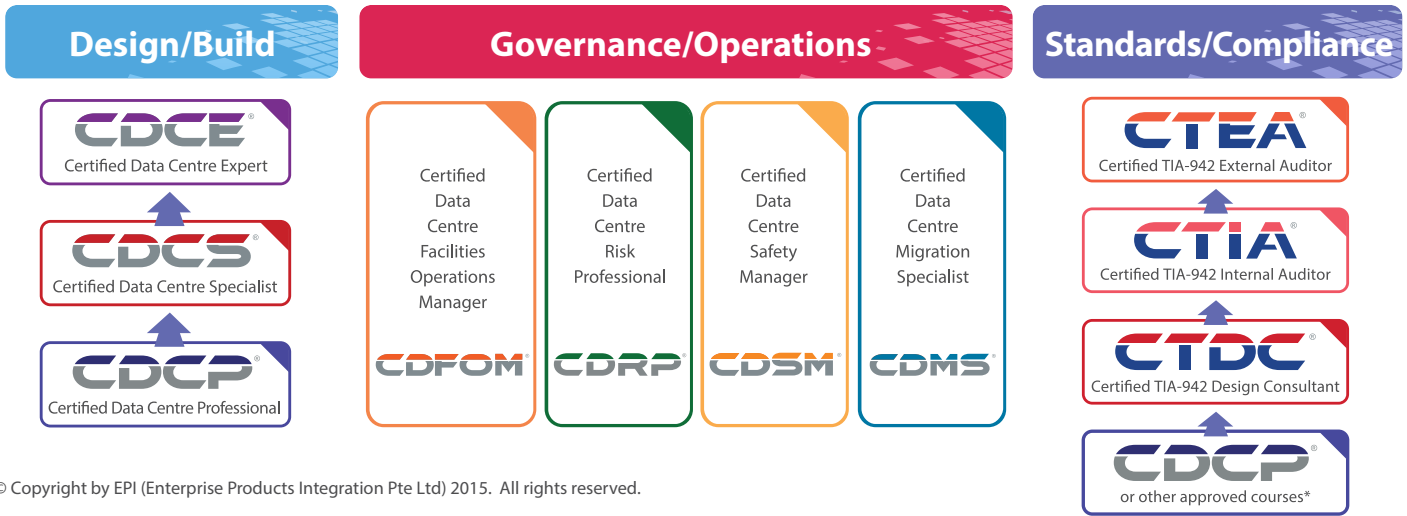 Design/Build
CDCE®
Certified Data Centre Expert
CDCS®
Certified Data Centre Specialist
CDCP®
Certified Data Centre Professional
Governance/Operations
Certified
Data
Centre
Facilities
Operations
Manager
CDFOM®
Certified
Data
Centre
Risk
Professional
CDRP®
Certified
Data
Centre
Safety
Manager
CDSM®
Certified
Data
Centre
Migration
Specialist
CDMS®
Standards/Compliance
CTEA®
Certified TIA-942 External Auditor
CTIA®
Certified TIA-942 Internal Auditor
CTDC®
Certified TIA-942 Design Consultant
CDCP®
or other approved courses*
© Copyright by EPI (Enterprise Products Integration Pte Ltd) 2015. All rights reserved.